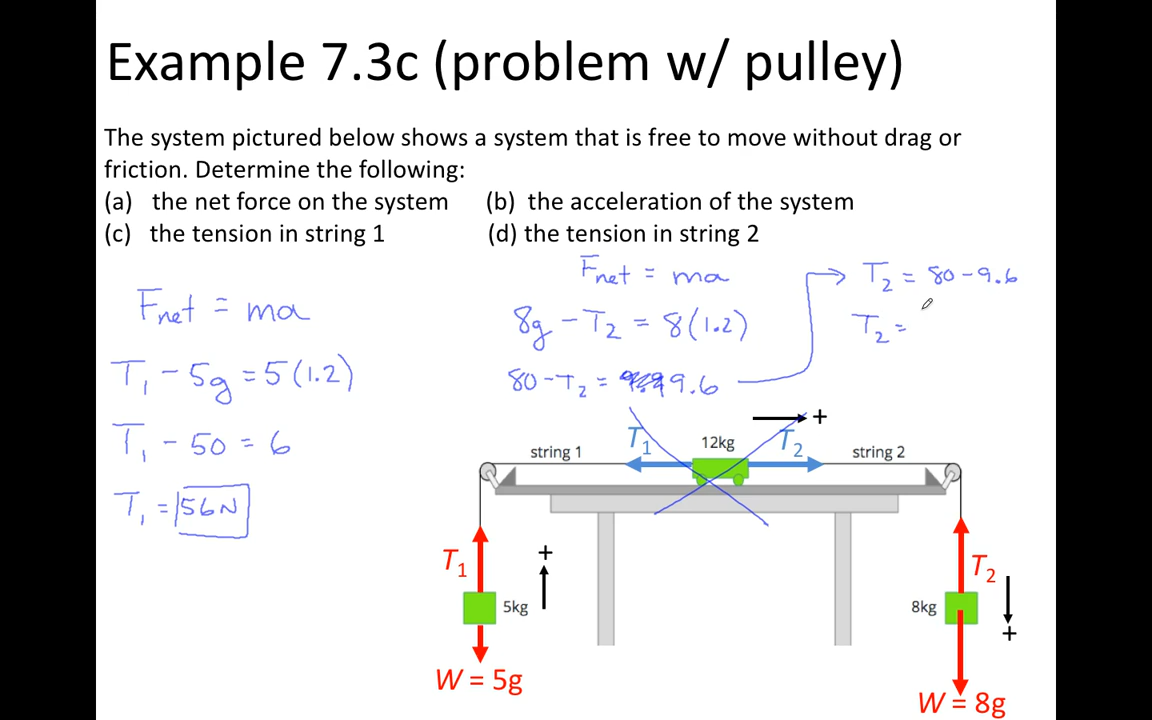 Example 7.3c (problem w/ pulley)
The system pictured below shows a system that is free to move without drag or
friction. Determine the following:
(a) the net force on the system (b) the acceleration of the system
(c) the tension in string 1 (d) the tension in string 2
Fnet = ma
T1 - 5g = 5(1.2)
T1 - 50 = 6
T1 = 56N
Fnet = ma
8g - T2 = 8(1.2)
80 - T2 = 9.6
T2 = 80 - 9.6
T2 =
+
T1 12kg T2
string 1 string 2
T1
+
5kg
W = 5g
T2
8kg
+
W = 8g